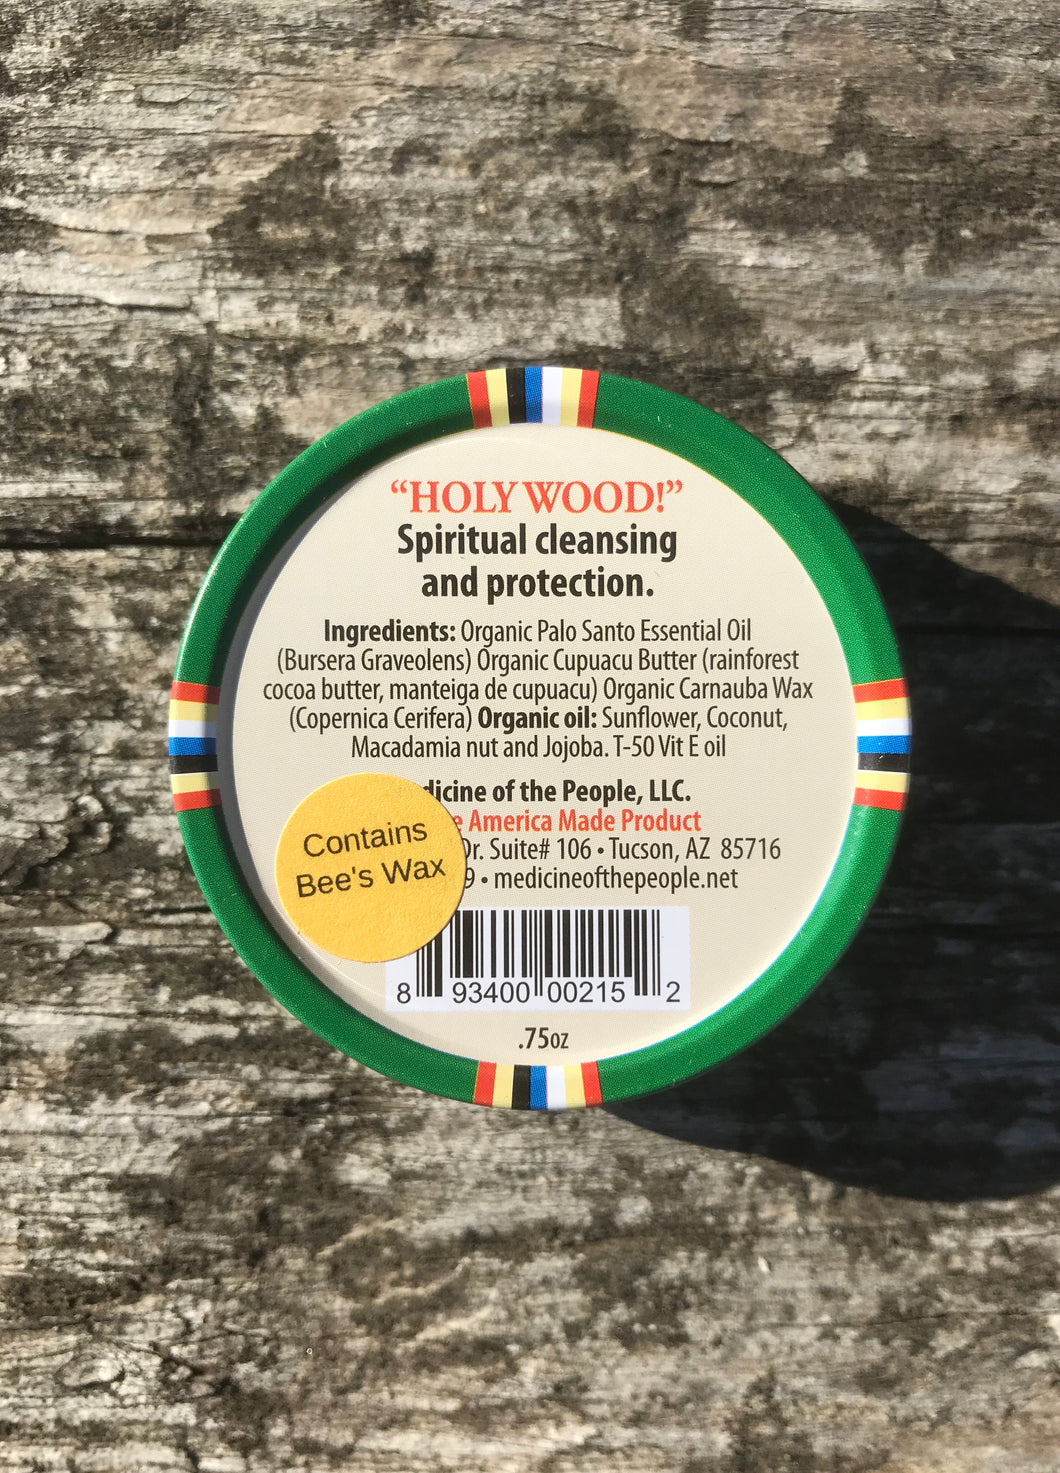 “HOLY WOOD!”
Spiritual cleansing
and protection.
Ingredients: Organic Palo Santo Essential Oil
(Bursera Graveolens) Organic Cupuacu Butter (rainforest
cocoa butter, manteiga de cupuacu) Organic Carnauba Wax
(Copernica Cerifera) Organic oil: Sunflower, Coconut,
Macadamia nut and Jojoba. T-50 Vit E oil
of the People, LLC.
America Made Product
Dr. Suite# 106 • Tucson, AZ 85716
• medicineofthepeople.net
Contains
Bee's Wax
8 93400 00215 2
.75oz